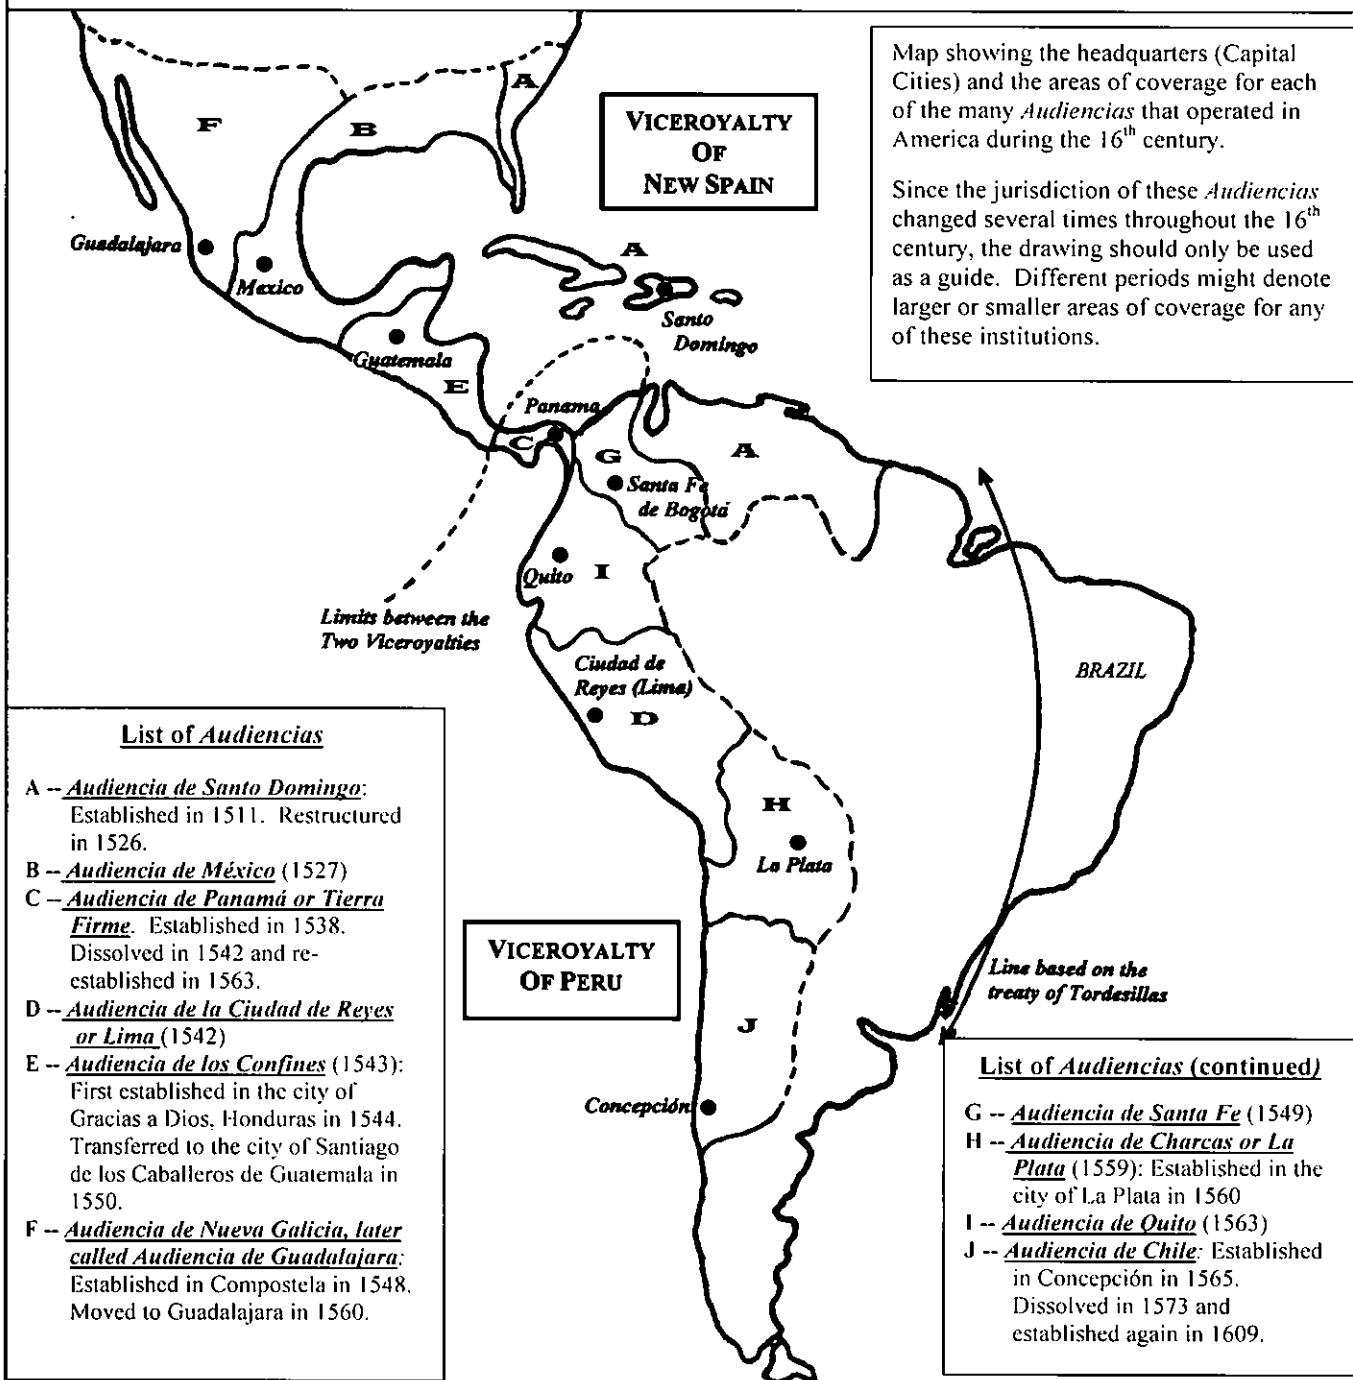 F
B
A
VICEROYALTY
OF
NEW SPAIN
Map showing the headquarters (Capital
Cities) and the areas of coverage for each
of the many Audiencias that operated in
America during the 16th century.
Since the jurisdiction of these Audiencias
changed several times throughout the 16th
century, the drawing should only be used
as a guide. Different periods might denote
larger or smaller areas of coverage for any
of these institutions.
Guadalajara
Mexico
A
Santo
Domingo
Guatemala
E
Panama
C
G
A
Santa Fe
de Bogotá
Quito
I
Limits between the
Two Viceroyalties
Ciudad de
Reyes (Lima)
D
BRAZIL
H
La Plata
VICEROYALTY
OF PERU
Line based on the
treaty of Tordesillas
J
Concepción
List of Audiencias
A -- Audiencia de Santo Domingo:
Established in 1511. Restructured
in 1526.
B -- Audiencia de México (1527)
C -- Audiencia de Panamá or Tierra
Firme. Established in 1538.
Dissolved in 1542 and re-
established in 1563.
D -- Audiencia de la Ciudad de Reyes
or Lima (1542)
E -- Audiencia de los Confines (1543):
First established in the city of
Gracias a Dios, Honduras in 1544.
Transferred to the city of Santiago
de los Caballeros de Guatemala in
1550.
F -- Audiencia de Nueva Galicia, later
called Audiencia de Guadalajara:
Established in Compostela in 1548.
Moved to Guadalajara in 1560.
List of Audiencias (continued)
G -- Audiencia de Santa Fe (1549)
H -- Audiencia de Charcas or La
Plata (1559): Established in the
city of La Plata in 1560
I -- Audiencia de Quito (1563)
J -- Audiencia de Chile: Established
in Concepción in 1565.
Dissolved in 1573 and
established again in 1609.